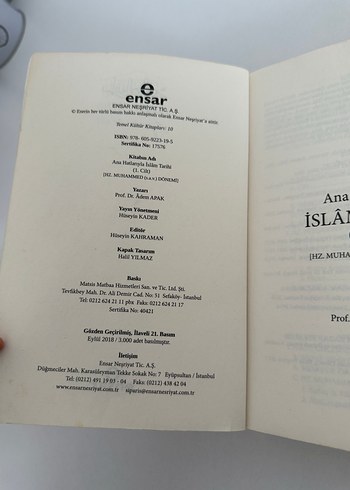 ensar
ENSAR NEŞRİYAT TİC. A.Ş.
© Eserin her türlü basım hakkı anlaşmalı olarak Ensar Neşriyat'a aittir.
Temel Kültür Kitapları: 10
ISBN: 978- 605-9223-19-5
Sertifika No: 17576
Kitabın Adı
Ana Hatlarıyla İslâm Tarihi
(1. Cilt)
[HZ. MUHAMMED (s.a.v.) DÖNEMİ]
Yazarı
Prof. Dr. Âdem APAK
Yayın Yönetmeni
Hüseyin KADER
Editör
Hüseyin KAHRAMAN
Kapak Tasarım
Halil YILMAZ
Baskı
Matsis Matbaa Hizmetleri San. ve Tic. Ltd. Şti.
Tevfikbey Mah. Dr. Ali Demir Cad. No: 51 Sefaköy- İstanbul
Tel: 0212 624 21 11 pbx Faks: 0212 624 21 17
Sertifika No: 40421
Gözden Geçirilmiş, İlaveli 21. Basım
Eylül 2018 / 3.000 adet basılmıştır.
İletişim
Ensar Neşriyat Tic. A.Ş.
Düğmeciler Mah. Karasüleyman Tekke Sokak No: 7 Eyüpsultan / İstanbul
Tel: (0212) 491 19 03 - 04 Faks: (0212) 438 42 04
www.ensarnesriyat.com.tr siparis@ensarnesriyat.com.tr
Ana
İSLÂM
[HZ. MUHA
Prof.